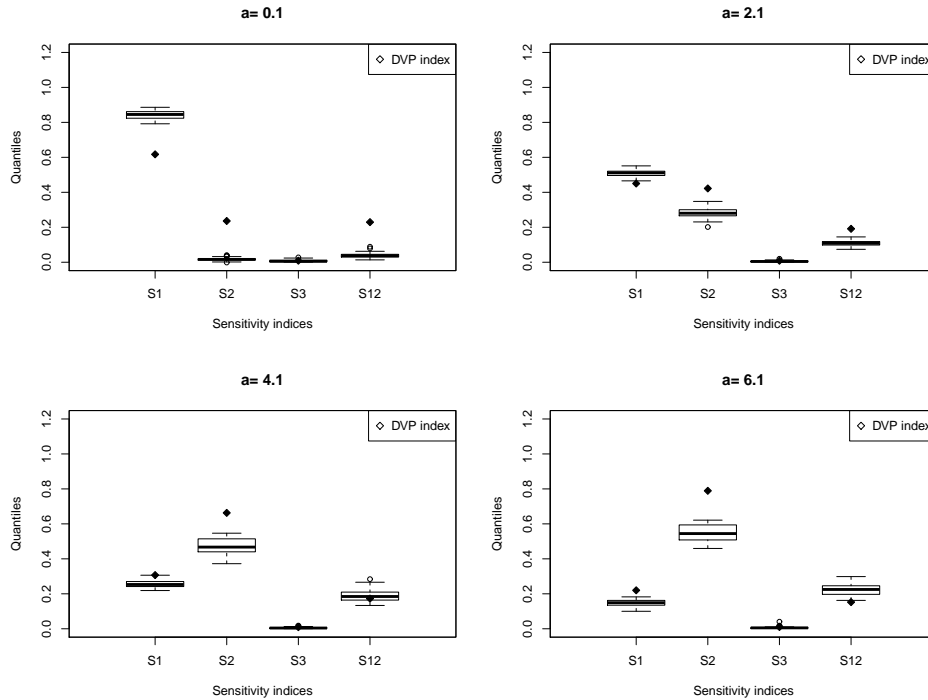 a= 0.1
Quantiles
0.0 0.2 0.4 0.6 0.8 1.0 1.2
DVP index
S1 S2 S3 S12
Sensitivity indices
a= 2.1
Quantiles
0.0 0.2 0.4 0.6 0.8 1.0 1.2
DVP index
S1 S2 S3 S12
Sensitivity indices
a= 4.1
Quantiles
0.0 0.2 0.4 0.6 0.8 1.0 1.2
DVP index
S1 S2 S3 S12
Sensitivity indices
a= 6.1
Quantiles
0.0 0.2 0.4 0.6 0.8 1.0 1.2
DVP index
S1 S2 S3 S12
Sensitivity indices